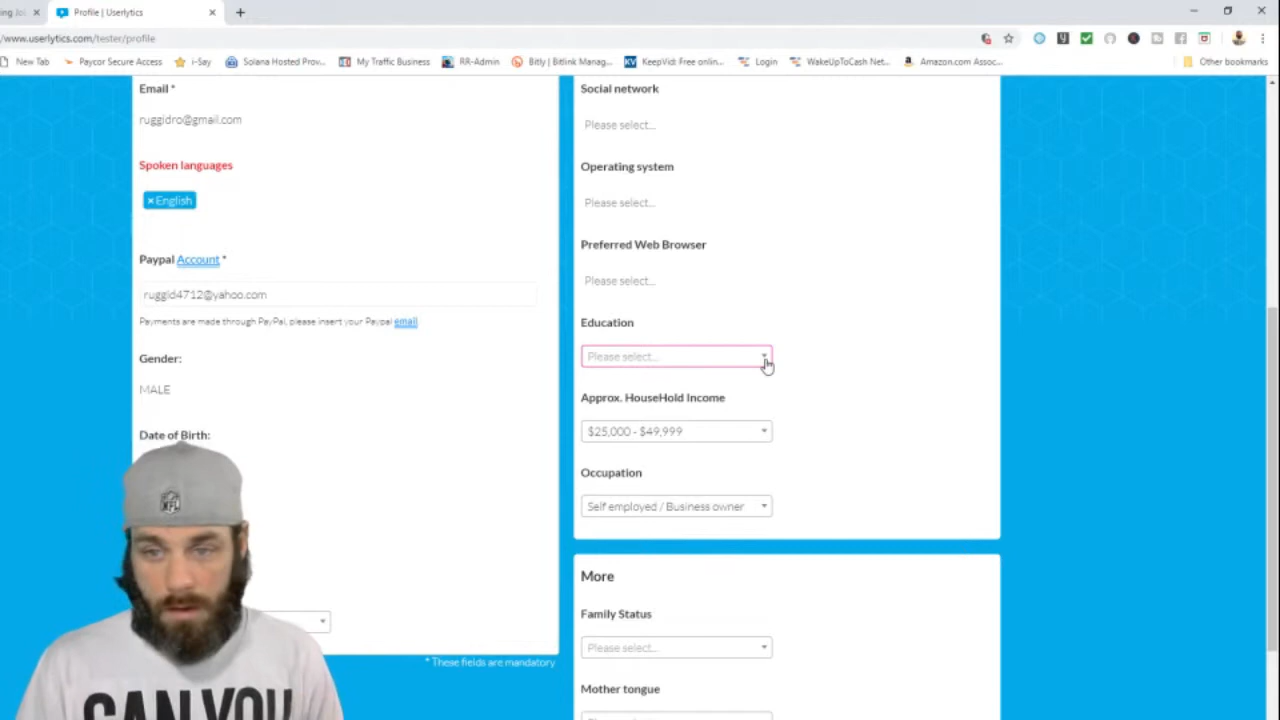 ing Joi
Profile | Userlytics
/www.userlytics.com/tester/profile
New Tab
Paycor Secure Access
i-Say
Solana Hosted Prov...
My Traffic Business
RR-Admin
Bitly | Bitlink Manag...
KeepVid: Free onlin...
Login
WakeUpToCash Net...
Amazon.com Assoc...
Other bookmarks
Email *
ruggidro@gmail.com
Spoken languages
×English
Paypal Account *
ruggid4712@yahoo.com
Payments are made through PayPal, please insert your Paypal email
Gender:
MALE
Date of Birth:
* These fields are mandatory
NFL
CAN YOU
Social network
Please select...
Operating system
Please select...
Preferred Web Browser
Please select...
Education
Please select...
Approx. HouseHold Income
$25,000 - $49,999
Occupation
Self employed / Business owner
More
Family Status
Please select...
Mother tongue